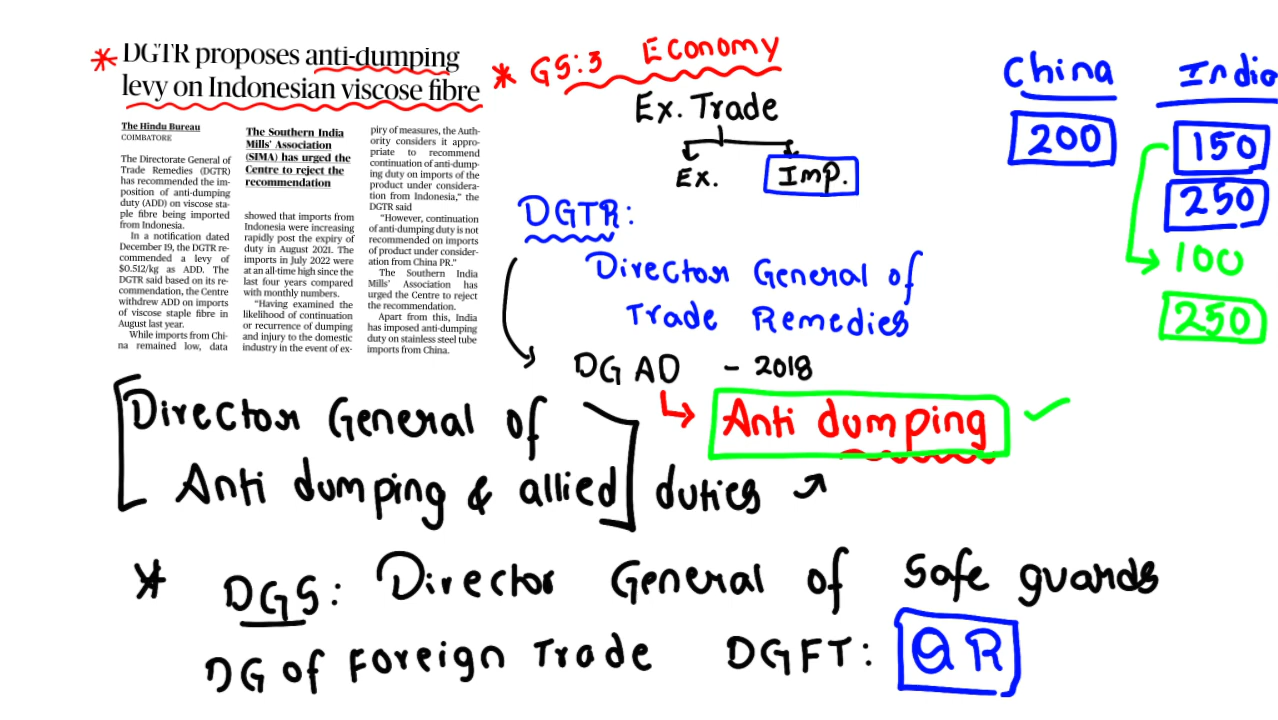 * DGTR proposes anti-dumping
levy on Indonesian viscose fibre
The Hindu Bureau
COIMBATORE
The Directorate General of
Trade Remedies (DGTR)
has recommended the im-
position of anti-dumping
duty (ADD) on viscose sta-
ple fibre being imported
from Indonesia.
In a notification dated
December 19, the DGTR re-
commended a levy of
$0.512/kg as ADD. The
DGTR said based on its re-
commendation, the Centre
withdrew ADD on imports
of viscose staple fibre in
August last year.
While imports from Chi-
na remained low, data
The Southern India
Mills' Association
(SIMA) has urged the
Centre to reject the
recommendation
showed that imports from
Indonesia were increasing
rapidly post the expiry of
duty in August 2021. The
imports in July 2022 were
at an all-time high since the
last four years compared
with monthly numbers.
"Having examined the
likelihood of continuation
or recurrence of dumping
and injury to the domestic
industry in the event of ex-
piry of measures, the Auth-
ority considers it appro-
priate to recommend
continuation of anti-dump-
ing duty on imports of the
product under considera-
tion from Indonesia," the
DGTR said
"However, continuation
of anti-dumping duty is not
recommended on imports
of product under consider-
ation from China PR."
The Southern India
Mills' Association has
urged the Centre to reject
the recommendation.
Apart from this, India
has imposed anti-dumping
duty on stainless steel tube
imports from China.
* GS:3 Economy
Ex. Trade
Ex. Imp.
China India
200 150
250
100
250
DGTR:
Director General of
Trade Remedies
DGAD - 2018
Anti dumping
Director General of
Anti dumping & allied duties
* DGS: Director General of Safe guards
DG of Foreign Trade DGFT: QR